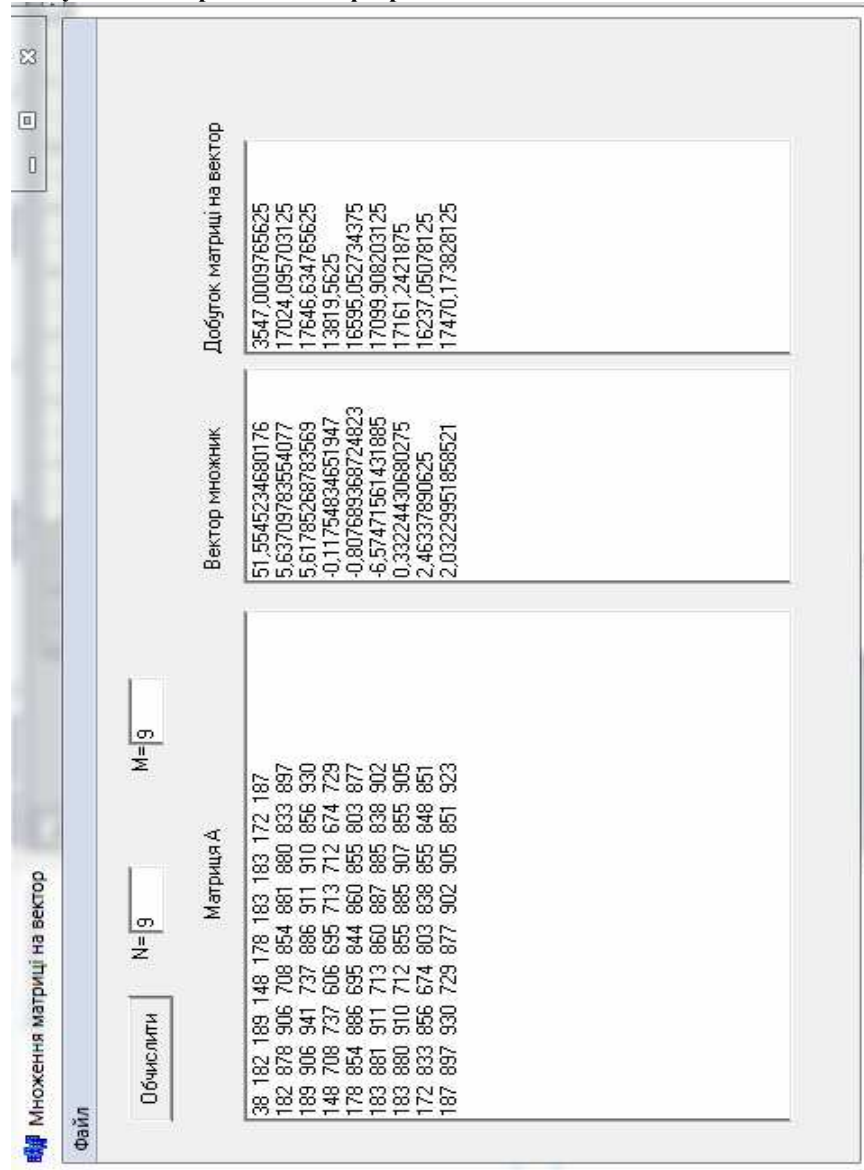 Множення матриці на вектор
Файл
Обчислити
N= 9
M= 9
Матриця А
38 182 189 148 178 183 183 172 187
182 878 906 708 854 881 880 833 897
189 906 941 737 886 911 910 856 930
148 708 737 606 695 713 712 674 729
178 854 886 695 844 860 855 803 877
183 881 911 713 860 887 885 838 902
183 880 910 712 855 885 907 855 905
172 833 856 674 803 838 855 848 851
187 897 930 729 877 902 905 851 923
Вектор множник
51,5545234680176
5,63709783554077
5,61785268783569
-0,11754834651947
-0,807689368724823
-6,57471561431885
0,33224430680275
2,46337890625
2,03229951858521
Добуток матриці на вектор
3547,0009765625
17024,095703125
17646,634765625
13819,5625
16595,052734375
17099,908203125
17161,2421875
16237,05078125
17470,173828125